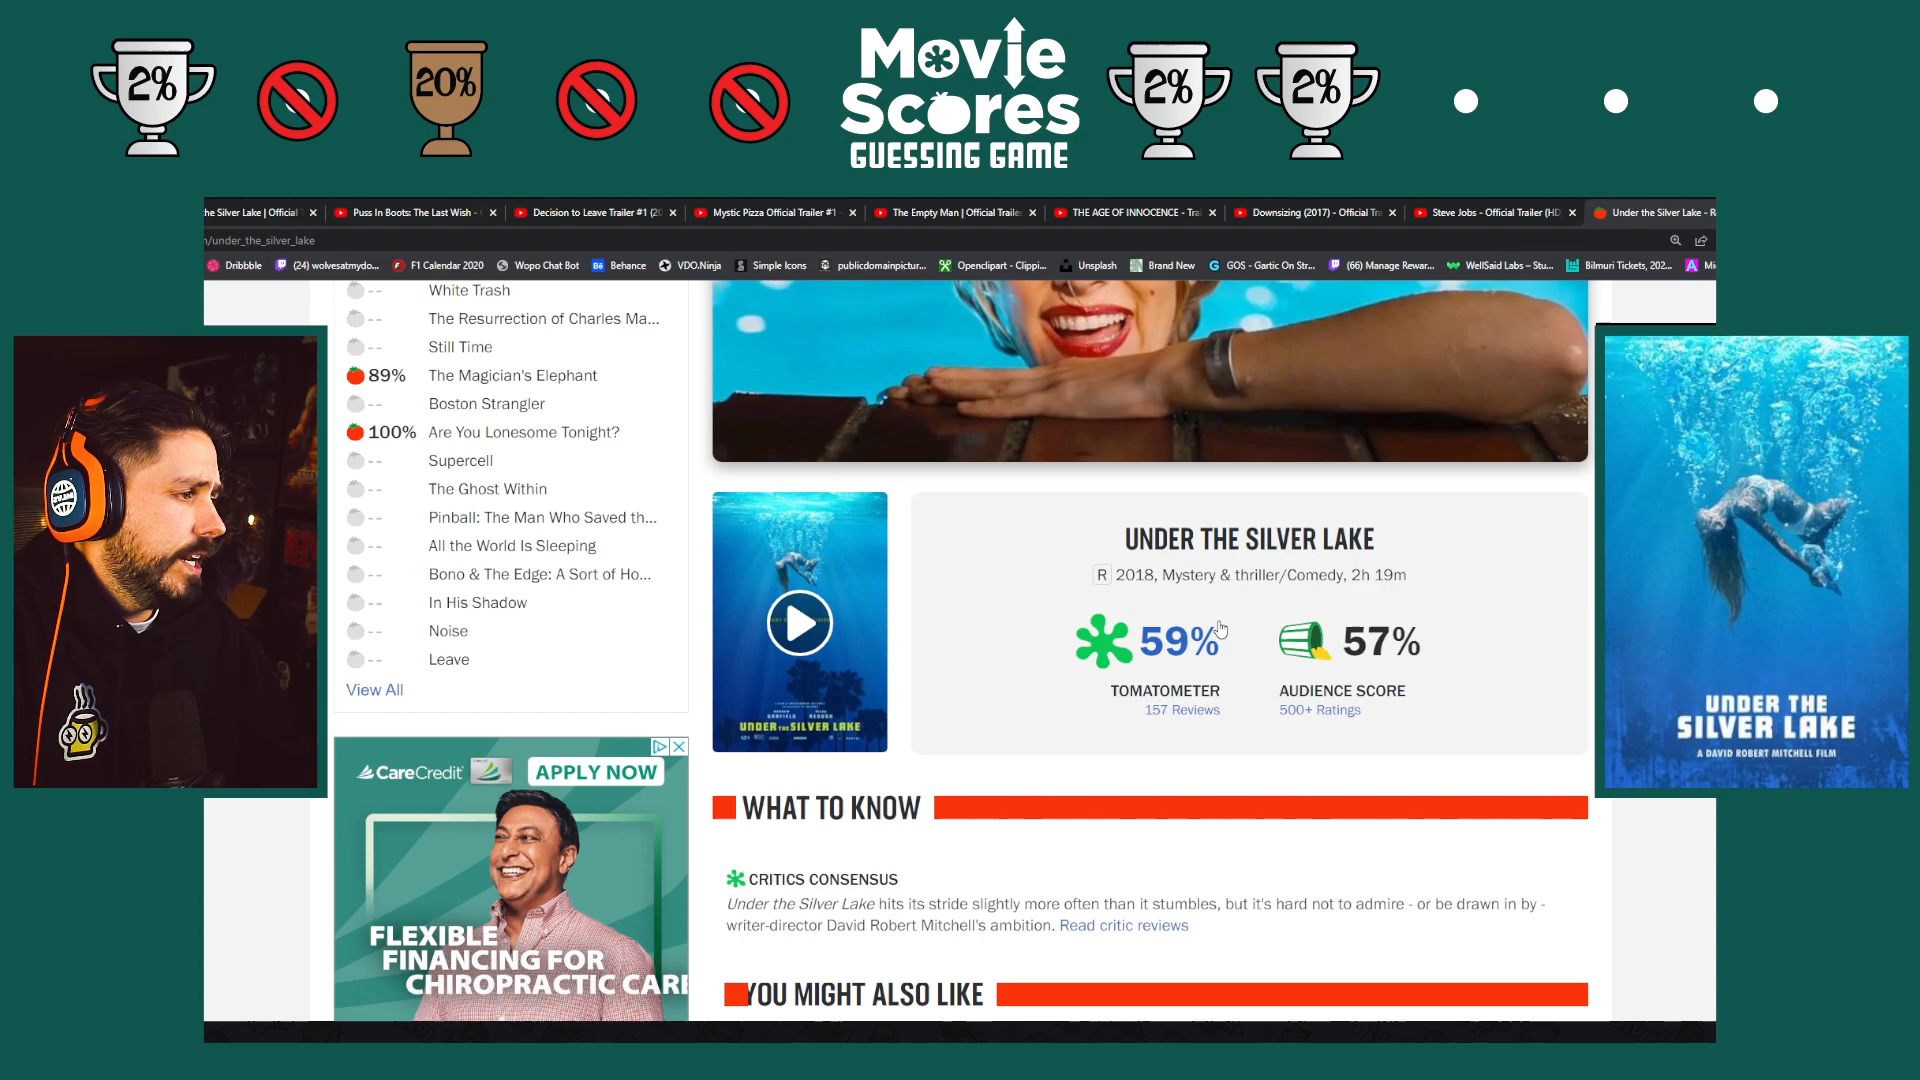 2%
20%
Movie
Scores
GUESSING GAME
2%
2%
he Silver Lake | Official
Puss In Boots: The Last Wish -
Decision to Leave Trailer #1 (20
Mystic Pizza Official Trailer #1
The Empty Man | Official Trailer
THE AGE OF INNOCENCE - Tra
Downsizing (2017) - Official Tra
Steve Jobs - Official Trailer (HD
Under the Silver Lake - R
/under_the_silver_lake
Dribbble
(24) wolvesatmydo...
F1 Calendar 2020
Wopo Chat Bot
Bē Behance
VDO.Ninja
Simple Icons
publicdomainpictur...
Openclipart - Clippi...
Unsplash
Brand New
GOS - Gartic On Str...
(66) Manage Rewar...
WellSaid Labs – Stu...
Bilmuri Tickets, 202...
Mi
-- White Trash
-- The Resurrection of Charles Ma...
-- Still Time
89% The Magician's Elephant
-- Boston Strangler
100% Are You Lonesome Tonight?
-- Supercell
-- The Ghost Within
-- Pinball: The Man Who Saved th...
-- All the World Is Sleeping
-- Bono & The Edge: A Sort of Ho...
-- In His Shadow
-- Noise
-- Leave
View All
CareCredit
APPLY NOW
FLEXIBLE
FINANCING FOR
CHIROPRACTIC CARE
UNDER THE SILVER LAKE
UNDER THE SILVER LAKE
R 2018, Mystery & thriller/Comedy, 2h 19m
59%
57%
TOMATOMETER
AUDIENCE SCORE
157 Reviews
500+ Ratings
WHAT TO KNOW
CRITICS CONSENSUS
Under the Silver Lake hits its stride slightly more often than it stumbles, but it's hard not to admire - or be drawn in by -
writer-director David Robert Mitchell's ambition. Read critic reviews
YOU MIGHT ALSO LIKE
UNDER THE
SILVER LAKE
A DAVID ROBERT MITCHELL FILM